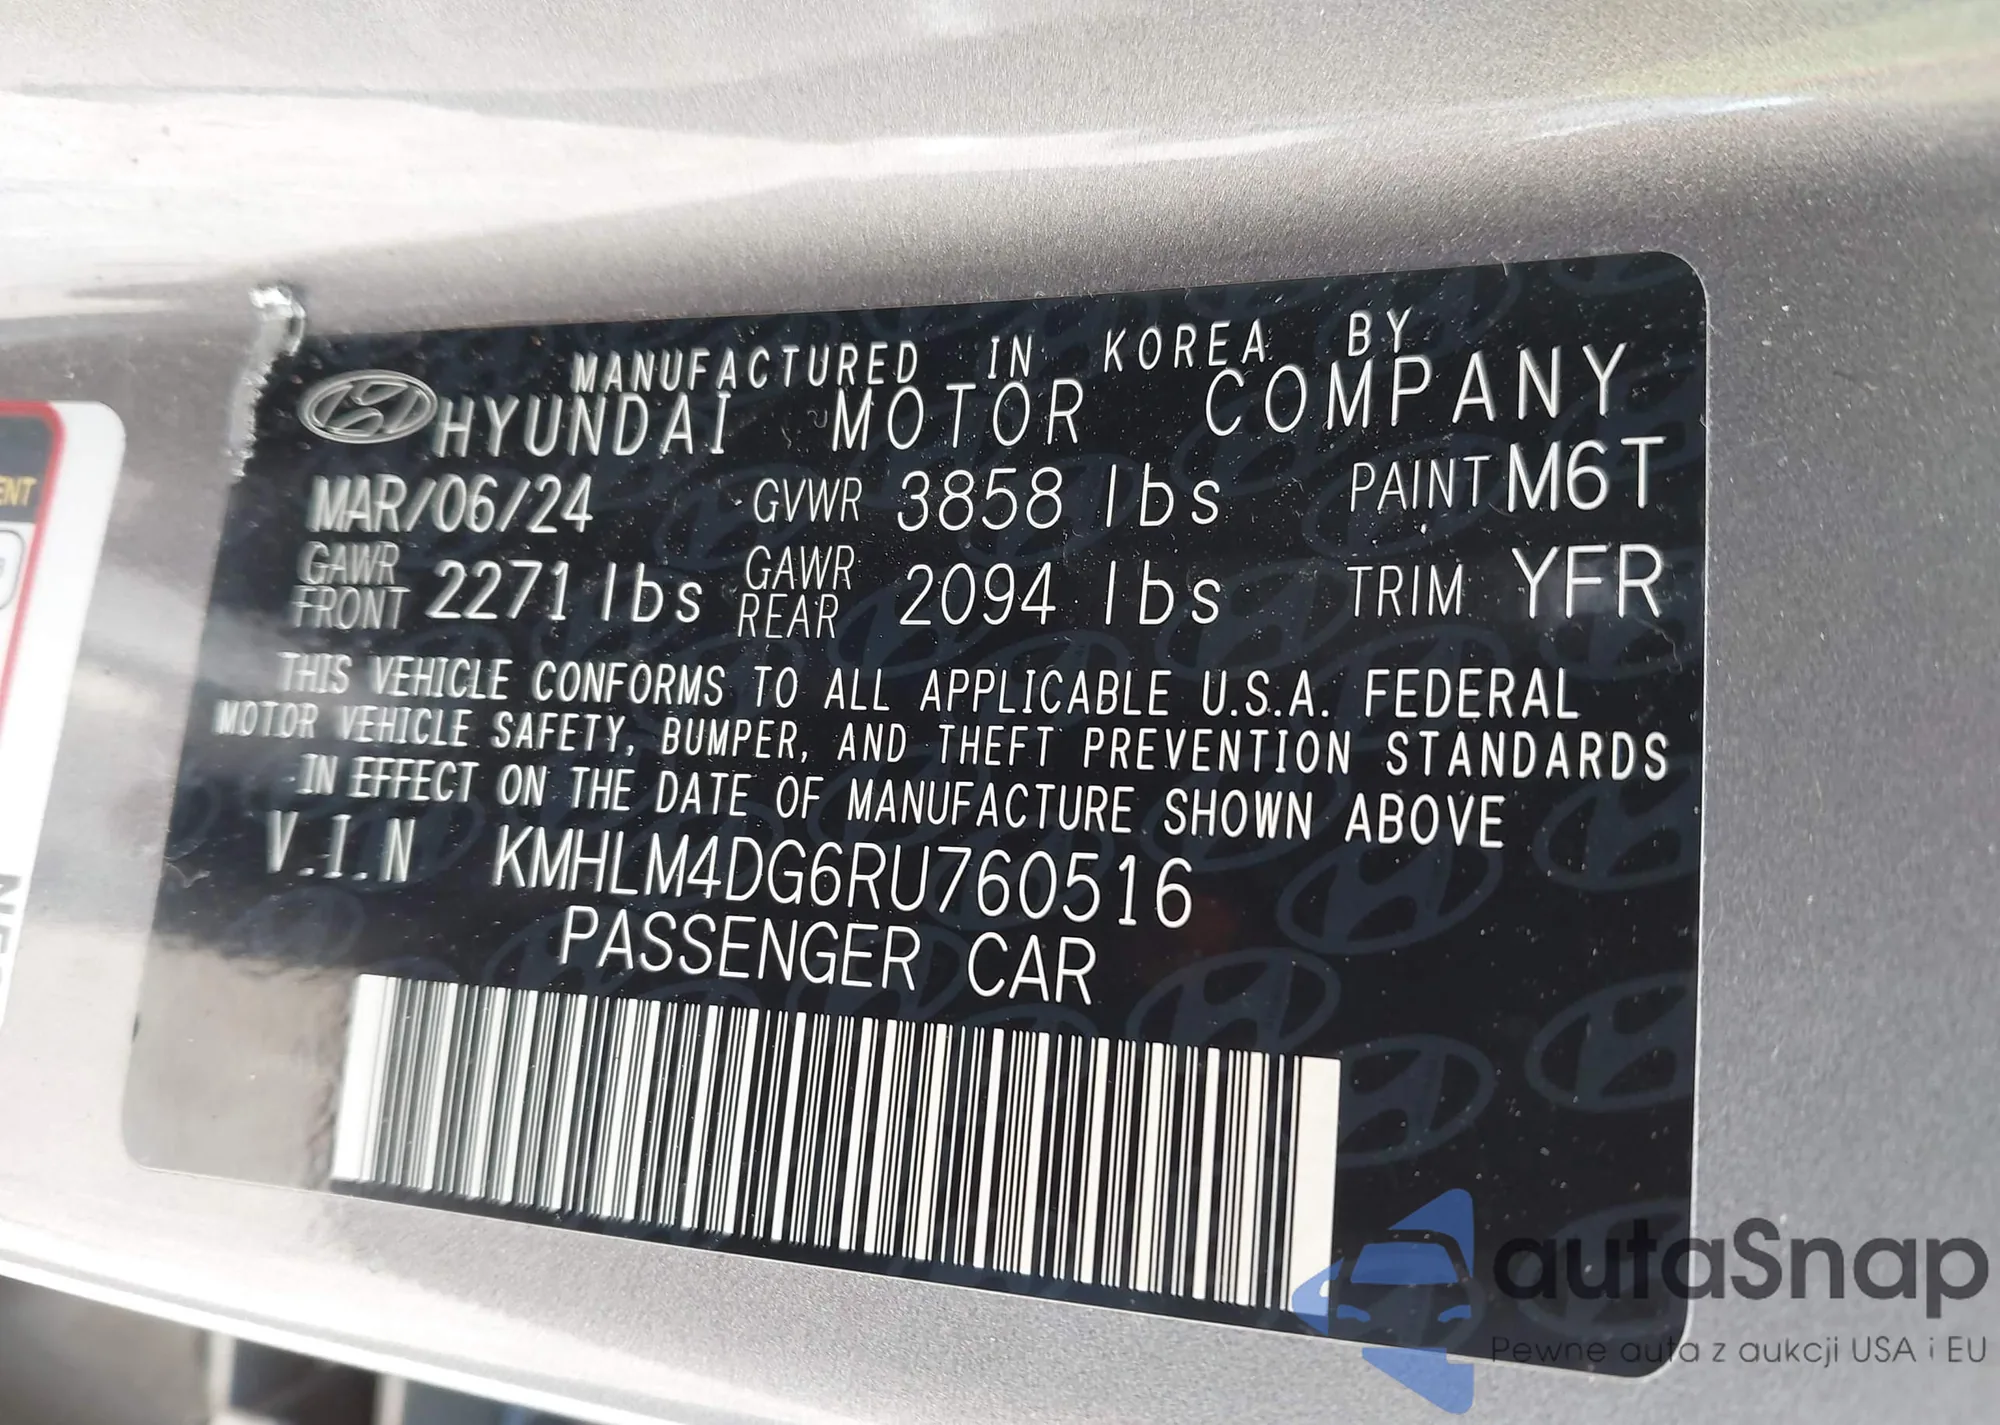 MANUFACTURED IN KOREA BY
HYUNDAI MOTOR COMPANY
MAR/06/24 GVWR 3858 lbs PAINT M6T
GAWR FRONT 2271 lbs GAWR REAR 2094 lbs TRIM YFR
THIS VEHICLE CONFORMS TO ALL APPLICABLE U.S.A. FEDERAL
MOTOR VEHICLE SAFETY, BUMPER, AND THEFT PREVENTION STANDARDS
IN EFFECT ON THE DATE OF MANUFACTURE SHOWN ABOVE
V.I.N KMHLM4DG6RU760516
PASSENGER CAR
autaSnap
Pewne auta z aukcji USA i EU